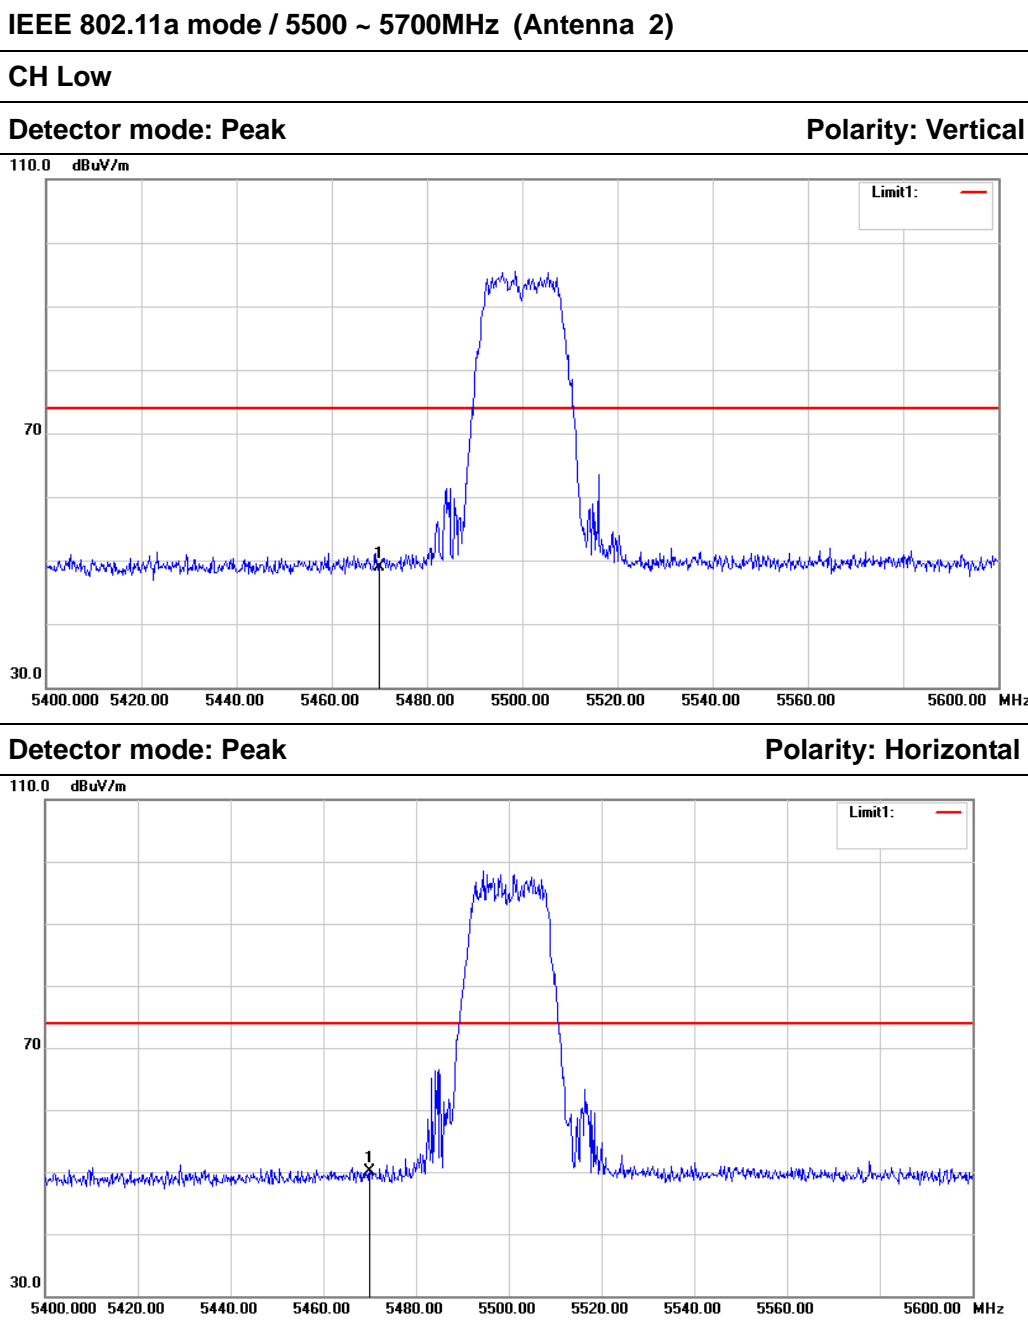 IEEE 802.11a mode / 5500 ~ 5700MHz (Antenna 2)
CH Low
Detector mode: Peak Polarity: Vertical
110.0 dBuV/m
Limit1:
70
1
30.0
5400.000 5420.00 5440.00 5460.00 5480.00 5500.00 5520.00 5540.00 5560.00 5600.00 MHz
Detector mode: Peak Polarity: Horizontal
110.0 dBuV/m
Limit1:
70
1
30.0
5400.000 5420.00 5440.00 5460.00 5480.00 5500.00 5520.00 5540.00 5560.00 5600.00 MHz